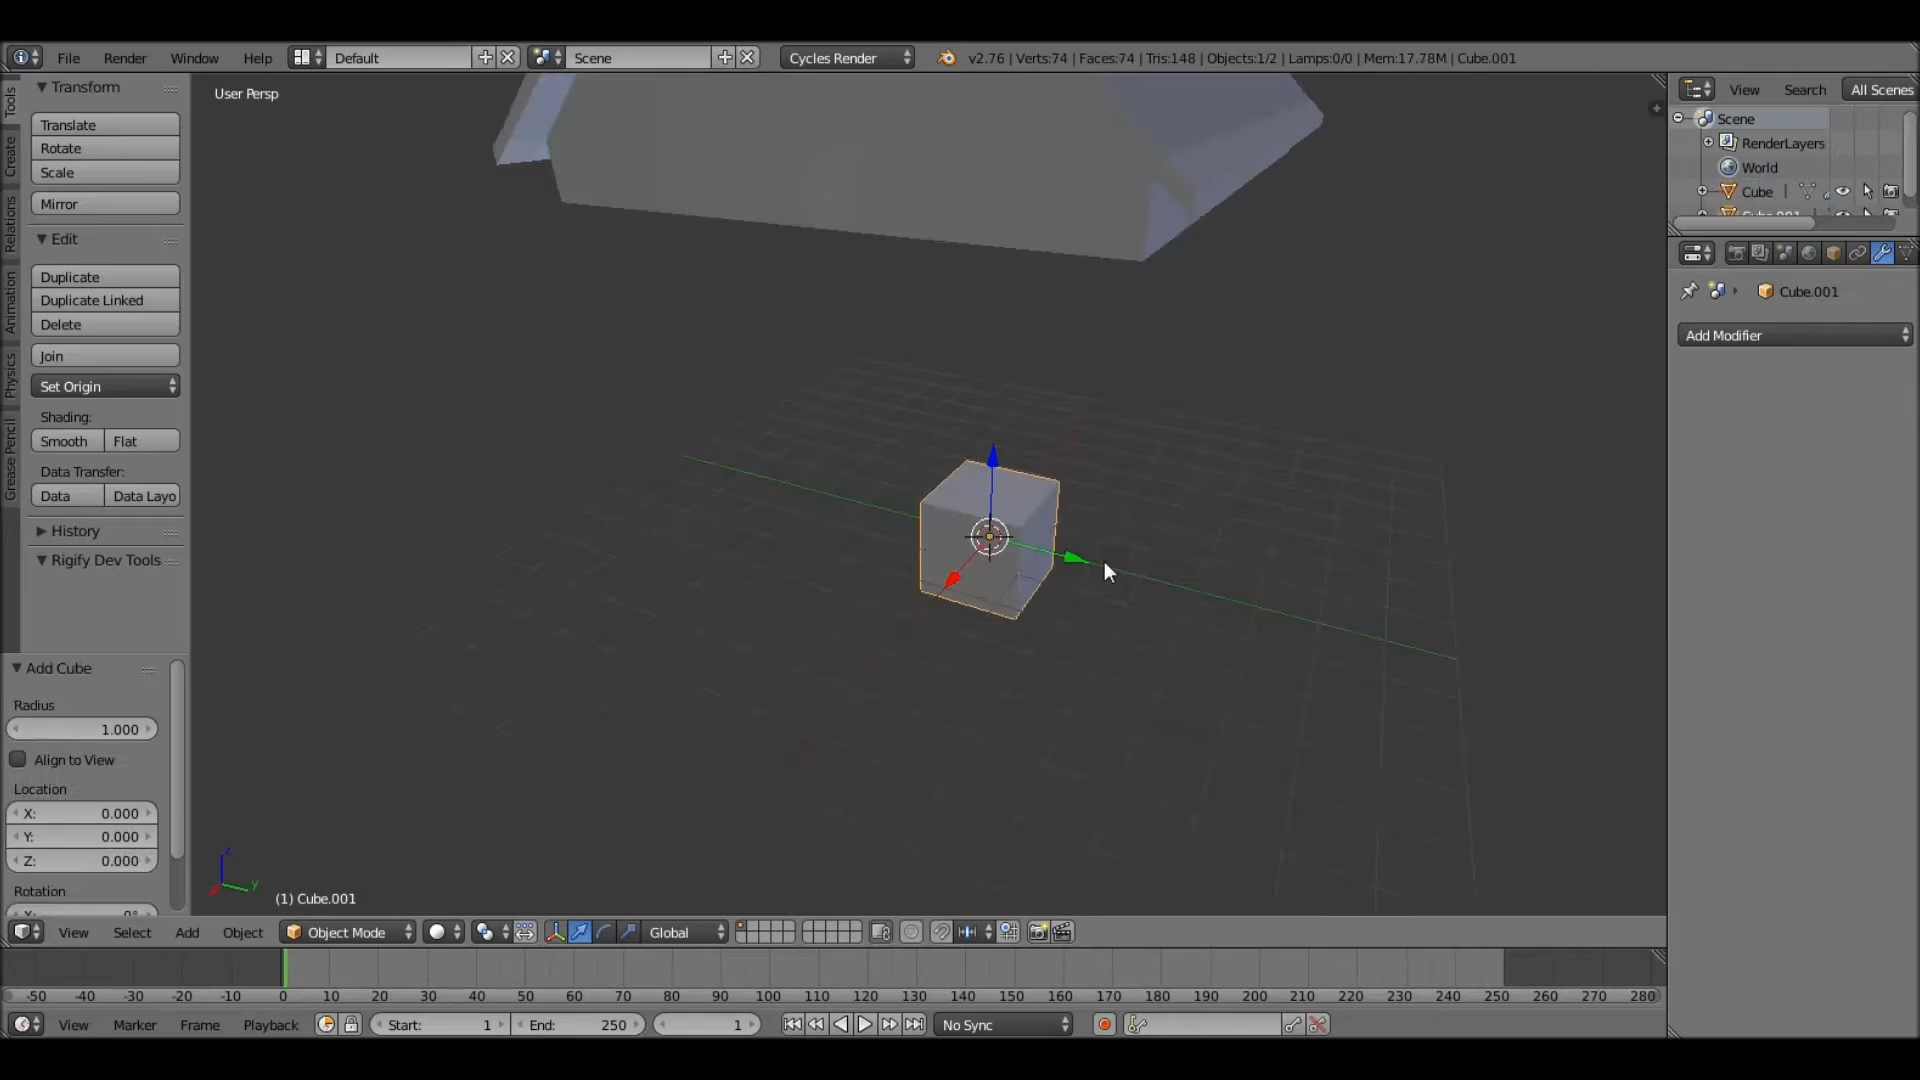 File Render Window Help Default Scene Cycles Render v2.76 | Verts:74 | Faces:74 | Tris:148 | Objects:1/2 | Lamps:0/0 | Mem:17.78M | Cube.001
View Search All Scenes
Scene
RenderLayers
World
Cube
Cube.001
Cube.001
Add Modifier
Tools
Create
Relations
Animation
Physics
Grease Pencil
Transform
Translate
Rotate
Scale
Mirror
Edit
Duplicate
Duplicate Linked
Delete
Join
Set Origin
Shading:
Smooth Flat
Data Transfer:
Data Data Layo
History
Rigify Dev Tools
Add Cube
Radius
1.000
Align to View
Location
X: 0.000
Y: 0.000
Z: 0.000
Rotation
X: 0°
User Persp
z
y
(1) Cube.001
View Select Add Object Object Mode Global
-50 -40 -30 -20 -10 0 10 20 30 40 50 60 70 80 90 100 110 120 130 140 150 160 170 180 190 200 210 220 230 240 250 260 270 280
View Marker Frame Playback Start: 1 End: 250 1 No Sync